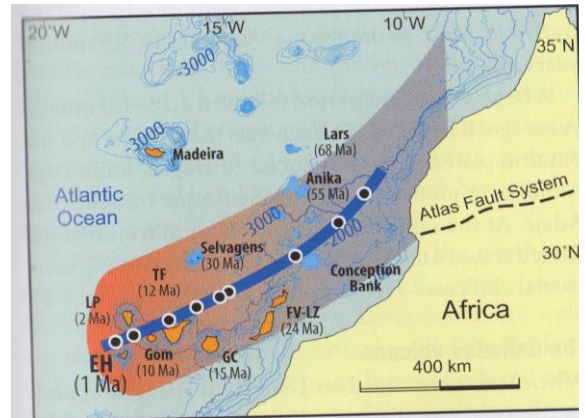 20°W
15°W
10°W
35°N
-3000
Lars
(68 Ma)
-3000
Madeira
Anika
(55 Ma)
Atlantic
Ocean
-3000
-2000
Atlas Fault System
Selvagens
(30 Ma)
30°N
TF
(12 Ma)
Conception
Bank
LP
(2 Ma)
FV-LZ
(24 Ma)
Africa
EH
(1 Ma)
Gom
(10 Ma)
GC
(15 Ma)
400 km